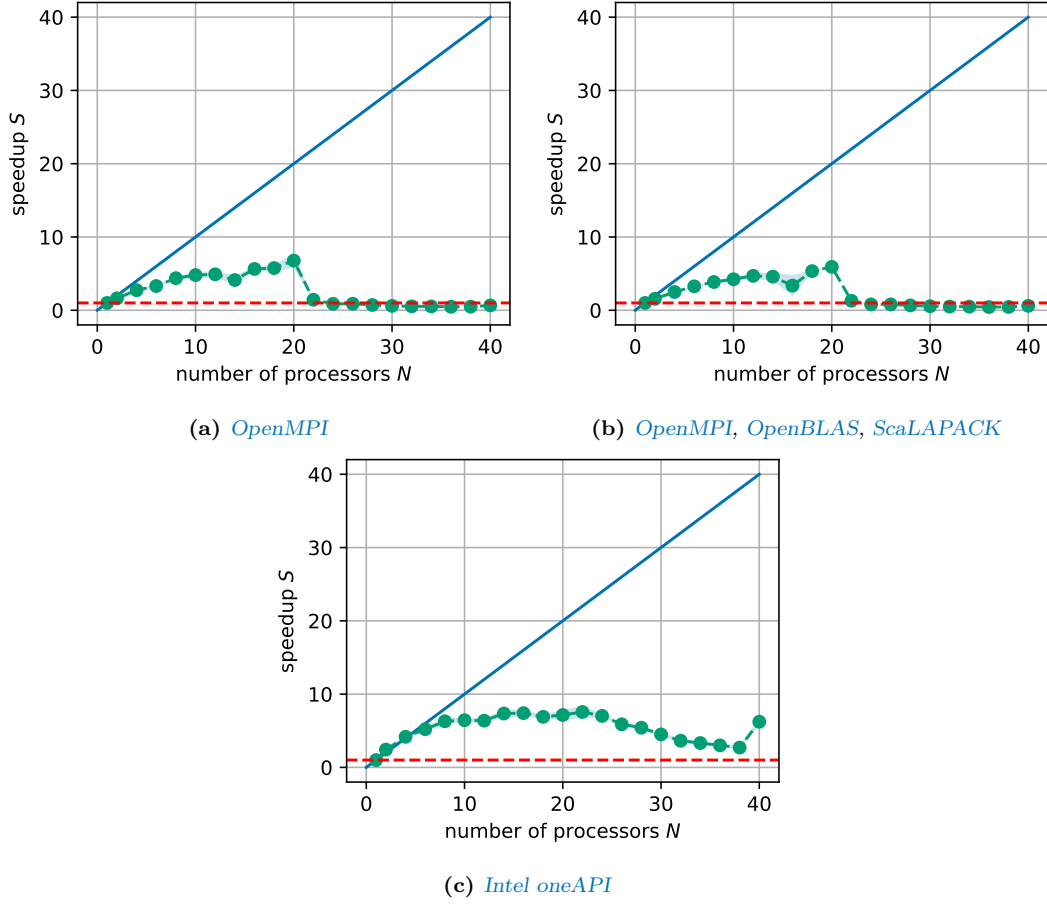 40
30
20
10
0
speedup S
0 10 20 30 40
number of processors N
(a) OpenMPI
40
30
20
10
0
speedup S
0 10 20 30 40
number of processors N
(b) OpenMPI, OpenBLAS, ScaLAPACK
40
30
20
10
0
speedup S
0 10 20 30 40
number of processors N
(c) Intel oneAPI